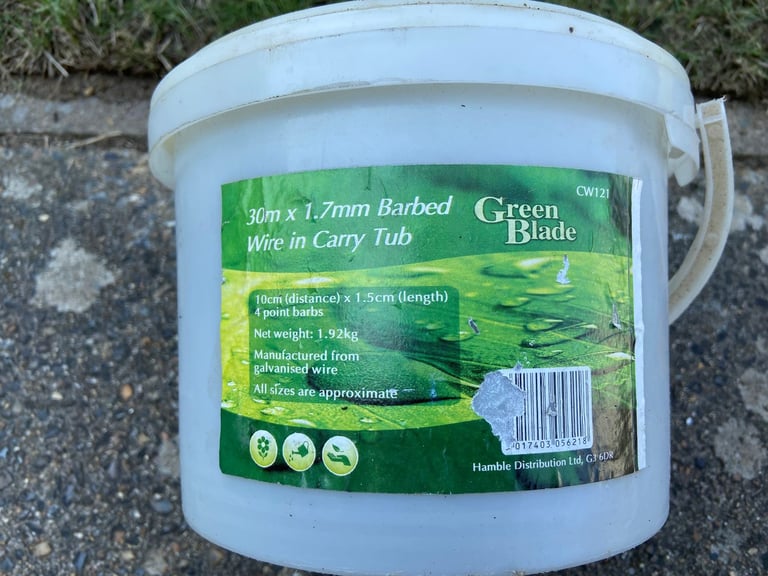 CW121
30m x 1.7mm Barbed
Wire in Carry Tub
Green
Blade
10cm (distance) x 1.5cm (length)
4 point barbs
Net weight: 1.92kg
Manufactured from
galvanised wire
All sizes are approximate
017403 056218
Hamble Distribution Ltd, G3 6DR